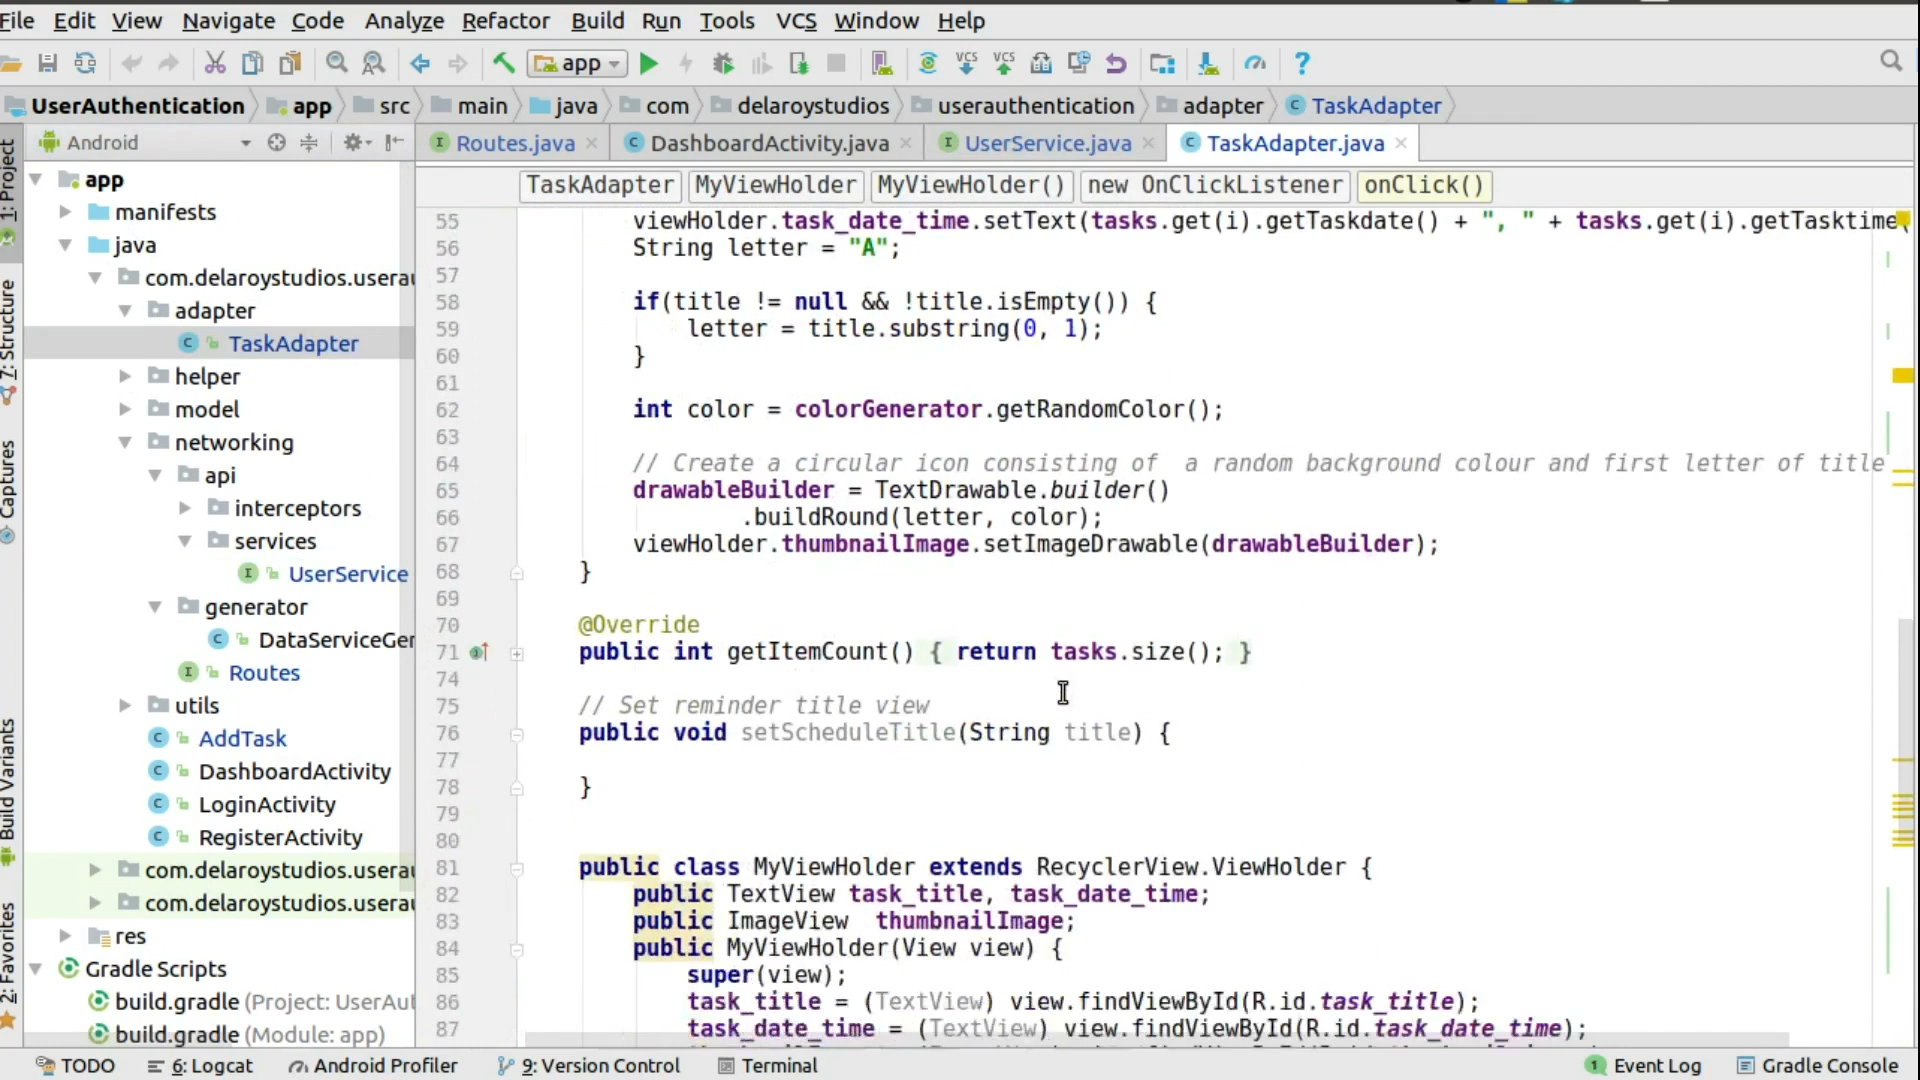 File Edit View Navigate Code Analyze Refactor Build Run Tools VCS Window Help
app VCS VCS ?
UserAuthentication app src main java com delaroystudios userauthentication adapter TaskAdapter
Android
Routes.java DashboardActivity.java UserService.java TaskAdapter.java
TaskAdapter MyViewHolder MyViewHolder() new OnClickListener onClick()
1: Project
7: Structure
Captures
Build Variants
2: Favorites
app
manifests
java
com.delaroystudios.usera
adapter
TaskAdapter
helper
model
networking
api
interceptors
services
UserService
generator
DataServiceGer
Routes
utils
AddTask
DashboardActivity
LoginActivity
RegisterActivity
com.delaroystudios.usera
com.delaroystudios.usera
res
Gradle Scripts
build.gradle (Project: UserAut
build.gradle (Module: app)
55 viewHolder.task_date_time.setText(tasks.get(i).getTaskdate() + ", " + tasks.get(i).getTasktime(
56 String letter = "A";
57
58 if(title != null && !title.isEmpty()) {
59 letter = title.substring(0, 1);
60 }
61
62 int color = colorGenerator.getRandomColor();
63
64 // Create a circular icon consisting of  a random background colour and first letter of title
65 drawableBuilder = TextDrawable.builder()
66 .buildRound(letter, color);
67 viewHolder.thumbnailImage.setImageDrawable(drawableBuilder);
68 }
69
70 @Override
71 public int getItemCount() { return tasks.size(); }
74
75 // Set reminder title view
76 public void setScheduleTitle(String title) {
77
78 }
79
80
81 public class MyViewHolder extends RecyclerView.ViewHolder {
82 public TextView task_title, task_date_time;
83 public ImageView  thumbnailImage;
84 public MyViewHolder(View view) {
85 super(view);
86 task_title = (TextView) view.findViewById(R.id.task_title);
87 task_date_time = (TextView) view.findViewById(R.id.task_date_time);
TODO 6: Logcat Android Profiler 9: Version Control Terminal 1 Event Log Gradle Console